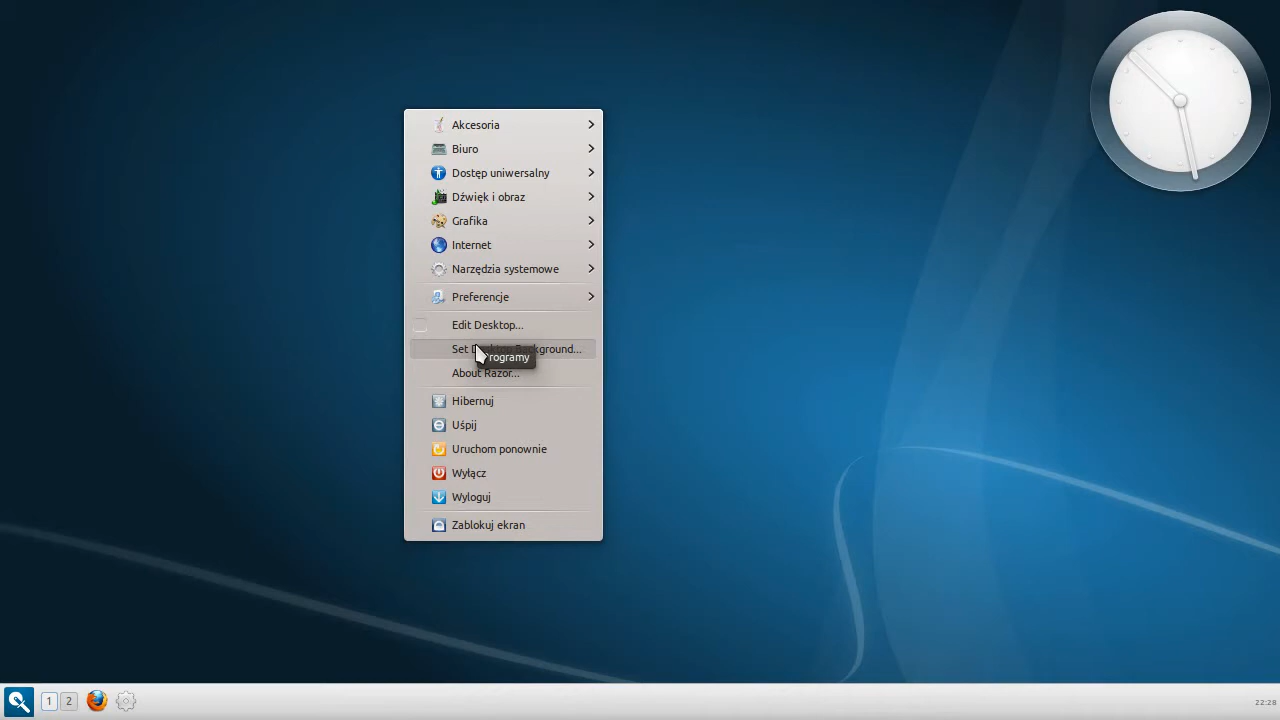 Akcesoria
Biuro
Dostęp uniwersalny
Dźwięk i obraz
Grafika
Internet
Narzędzia systemowe
Preferencje
Edit Desktop...
Set Desktop Background...
rogramy
About Razor...
Hibernuj
Uśpij
Uruchom ponownie
Wyłącz
Wyloguj
Zablokuj ekran
1 2
22:28